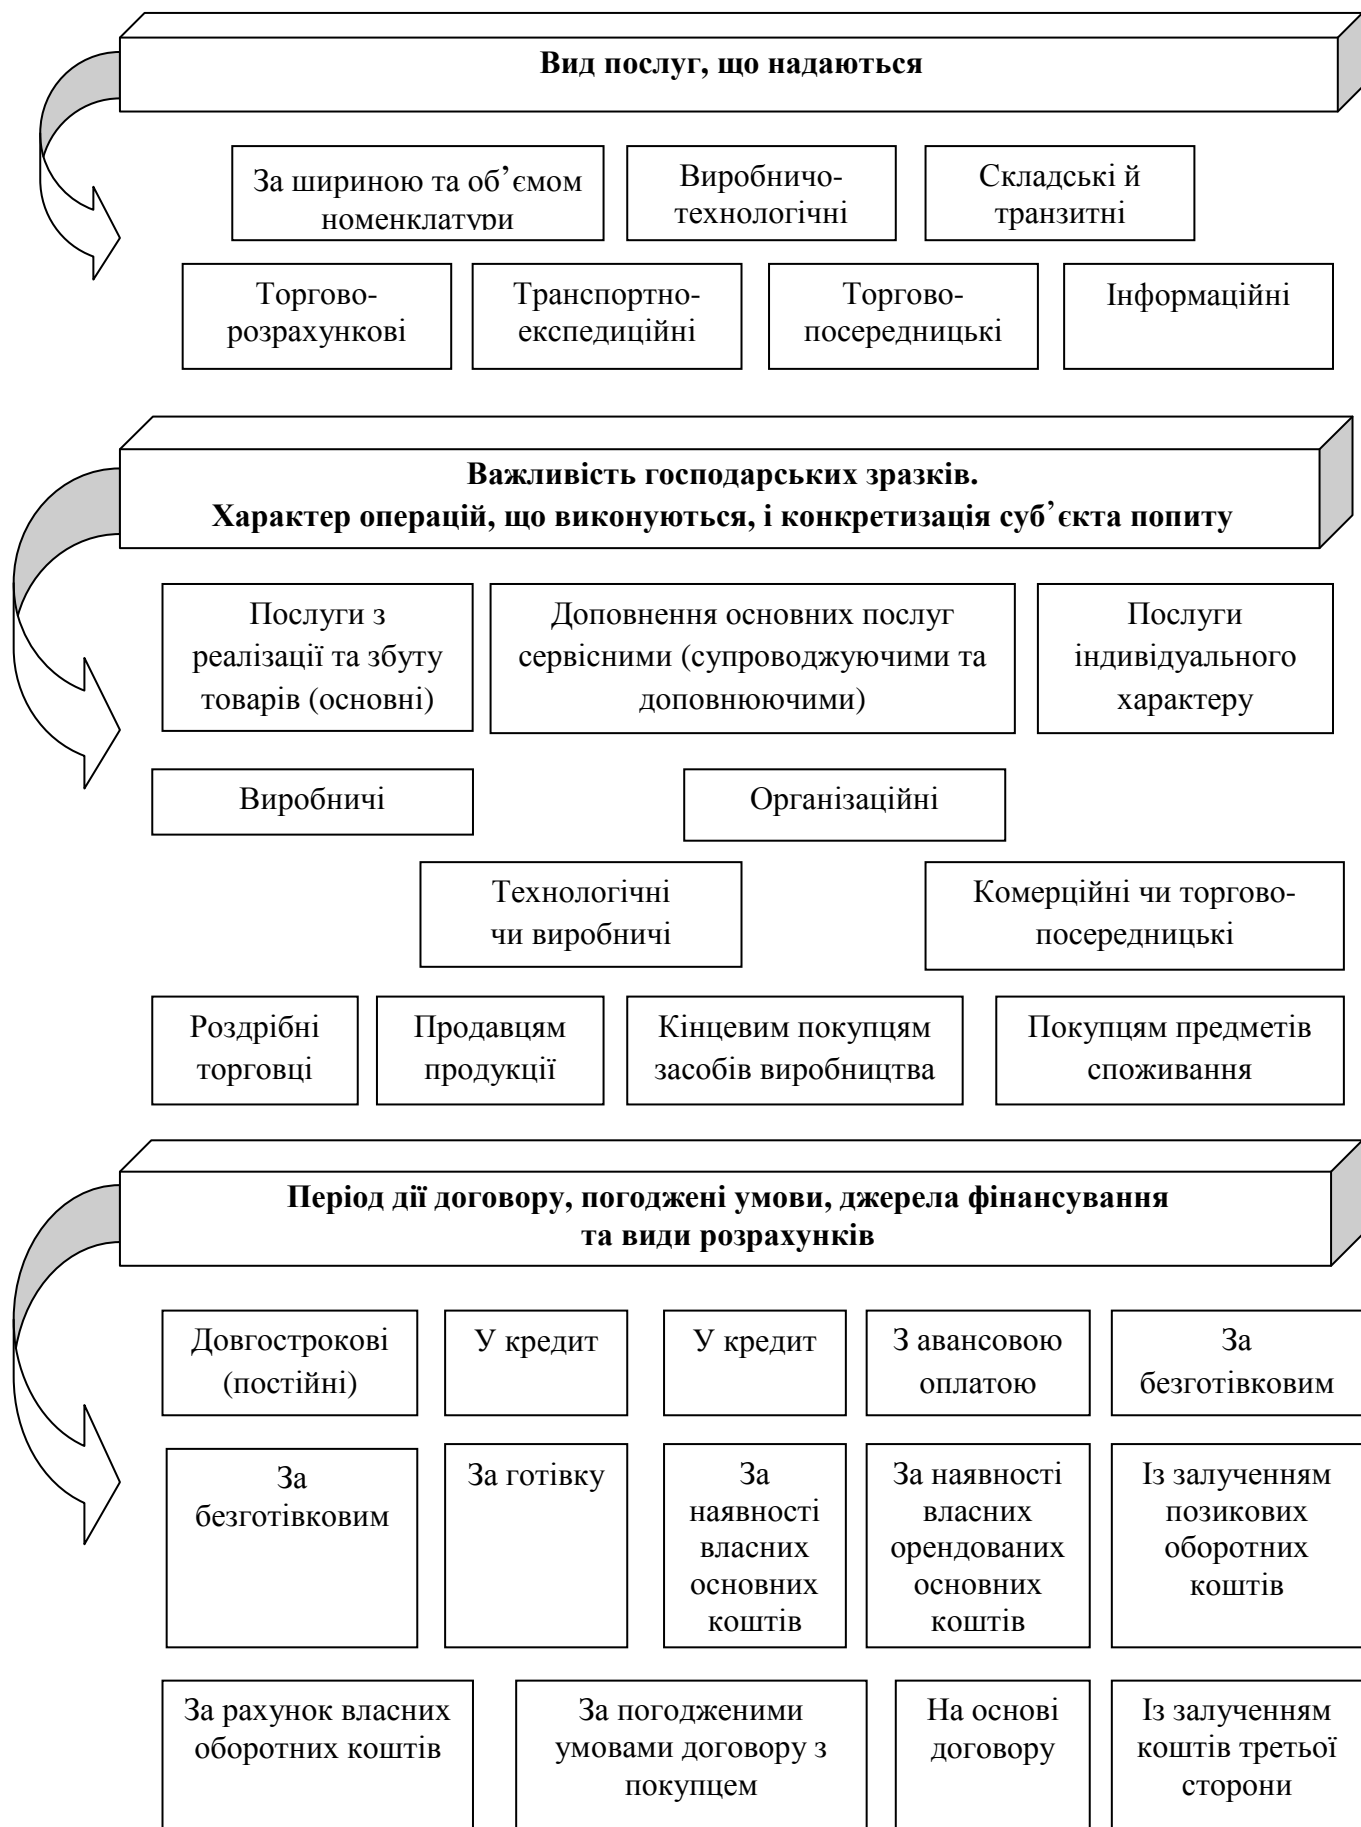 Вид послуг, що надаються
За шириною та об’ємом
номенклатури
Виробничо-
технологічні
Складські й
транзитні
Торгово-
розрахункові
Транспортно-
експедиційні
Торгово-
посередницькі
Інформаційні
Важливість господарських зразків.
Характер операцій, що виконуються, і конкретизація суб’єкта попиту
Послуги з
реалізації та збуту
товарів (основні)
Доповнення основних послуг
сервісними (супроводжуючими та
доповнюючими)
Послуги
індивідуального
характеру
Виробничі
Організаційні
Технологічні
чи виробничі
Комерційні чи торгово-
посередницькі
Роздрібні
торговці
Продавцям
продукції
Кінцевим покупцям
засобів виробництва
Покупцям предметів
споживання
Період дії договору, погоджені умови, джерела фінансування
та види розрахунків
Довгострокові
(постійні)
У кредит
У кредит
З авансовою
оплатою
За
безготівковим
За
безготівковим
За готівку
За
наявності
власних
основних
коштів
За наявності
власних
орендованих
основних
коштів
Із залученням
позикових
оборотних
коштів
За рахунок власних
оборотних коштів
За погодженими
умовами договору з
покупцем
На основі
договору
Із залученням
коштів третьої
сторони